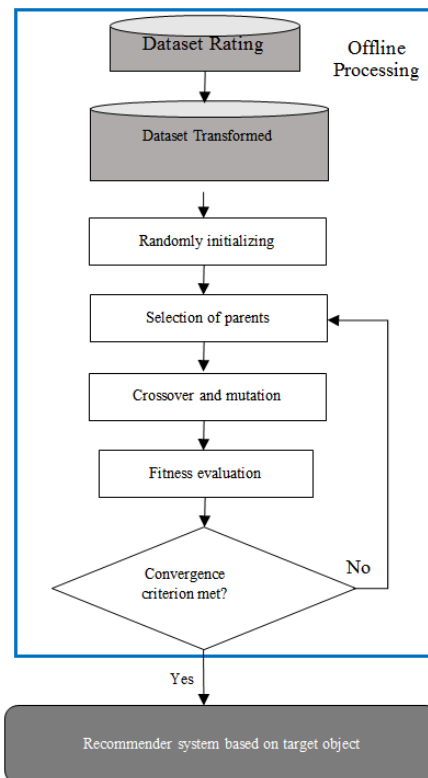 Dataset Rating
Offline
Processing
Dataset Transformed
Randomly initializing
Selection of parents
Crossover and mutation
Fitness evaluation
Convergence
criterion met?
No
Yes
Recommender system based on target object